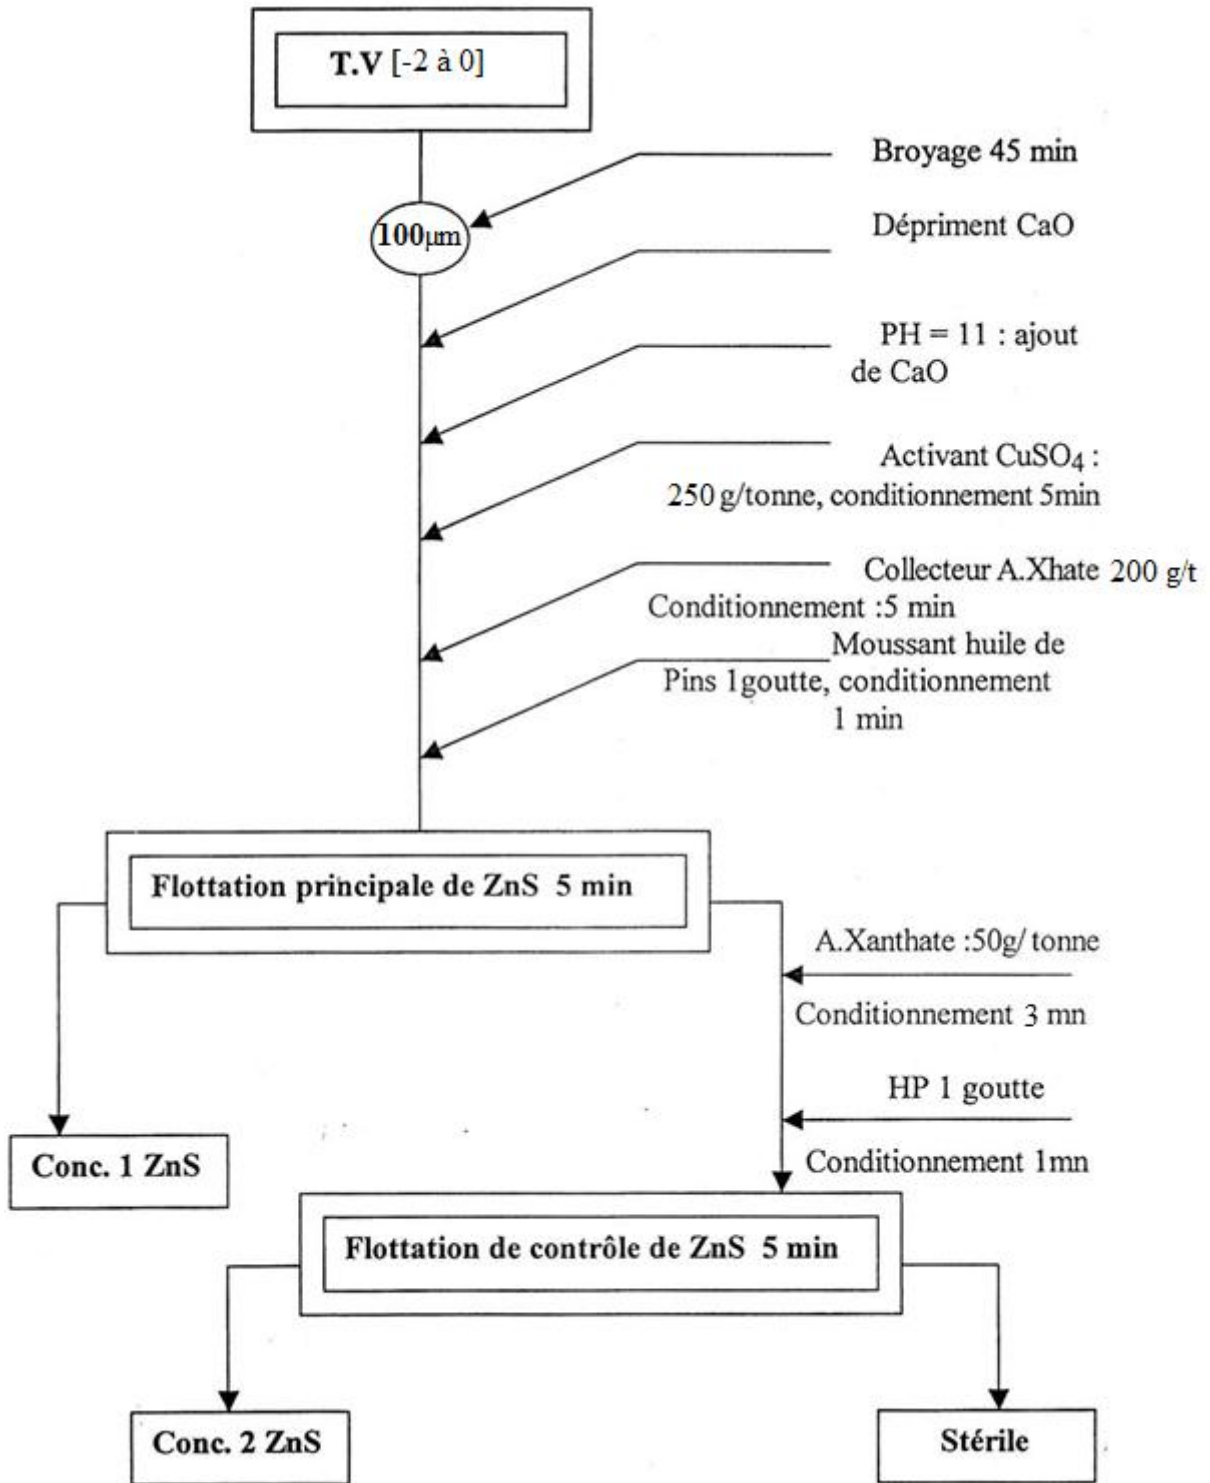 T.V [-2 à 0]
Broyage 45 min
100µm
Dépriment CaO
PH = 11 : ajout
de CaO
Activant CuSO4 :
250 g/tonne, conditionnement 5min
Collecteur A.Xhate 200 g/t
Conditionnement :5 min
Moussant huile de
Pins 1goutte, conditionnement
1 min
Flottation principale de ZnS 5 min
A.Xanthate :50g/ tonne
Conditionnement 3 mn
HP 1 goutte
Conc. 1 ZnS
Conditionnement 1mn
Flottation de contrôle de ZnS 5 min
Conc. 2 ZnS
Stérile